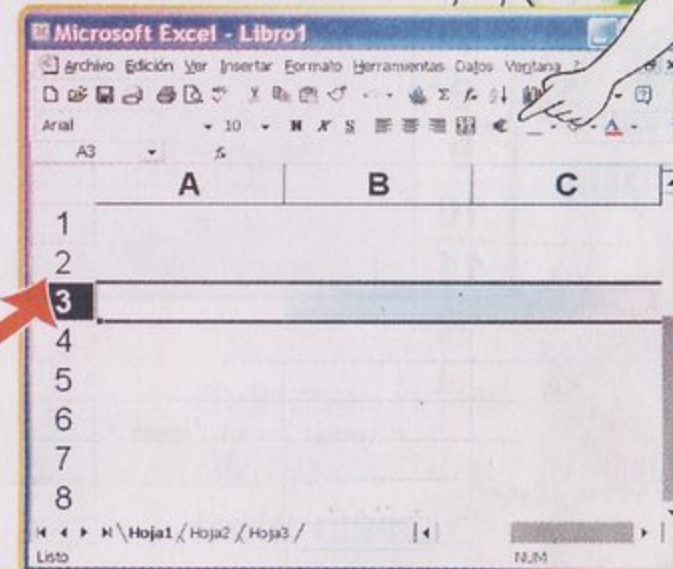 Microsoft Excel - Libro1
Archivo Edición Ver Insertar Formato Herramientas Datos Ventana ?
Arial 10 N K S €
A3 fx
A B C
1
2
3
4
5
6
7
8
Hoja1 / Hoja2 / Hoja3 /
Listo NUM